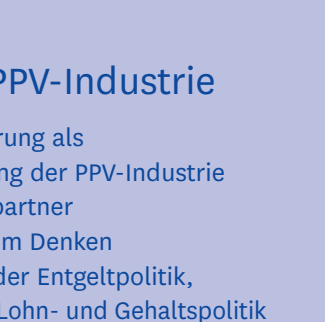 PPV-Industrie
rung als
ng der PPV-Industrie
partner
m Denken
der Entgeltpolitik,
Lohn- und Gehaltspolitik